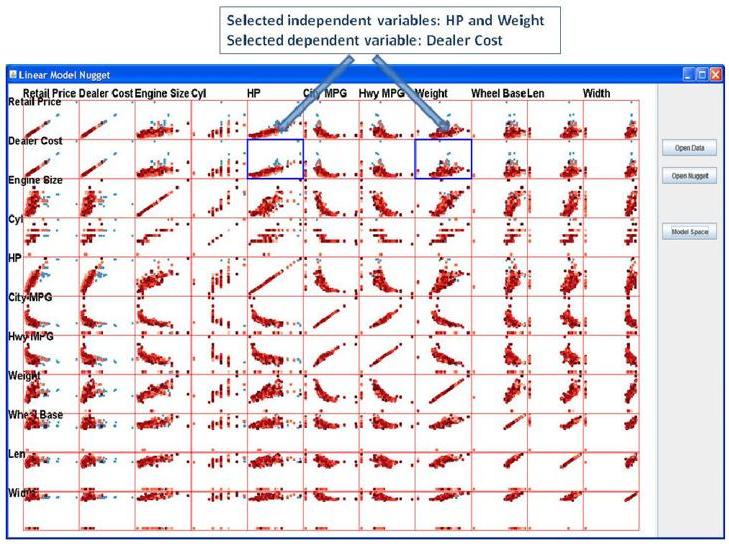 Selected independent variables: HP and Weight
Selected dependent variable: Dealer Cost
Linear Model Nugget
Retail Price Dealer Cost Engine Size Cyl HP City MPG Hwy MPG Weight Wheel Base Len Width
Retail Price
Dealer Cost
Open Data
Engine Size
Open Nugget
Cyl
Model Space
HP
City MPG
Hwy MPG
Weight
Wheel Base
Len
Width